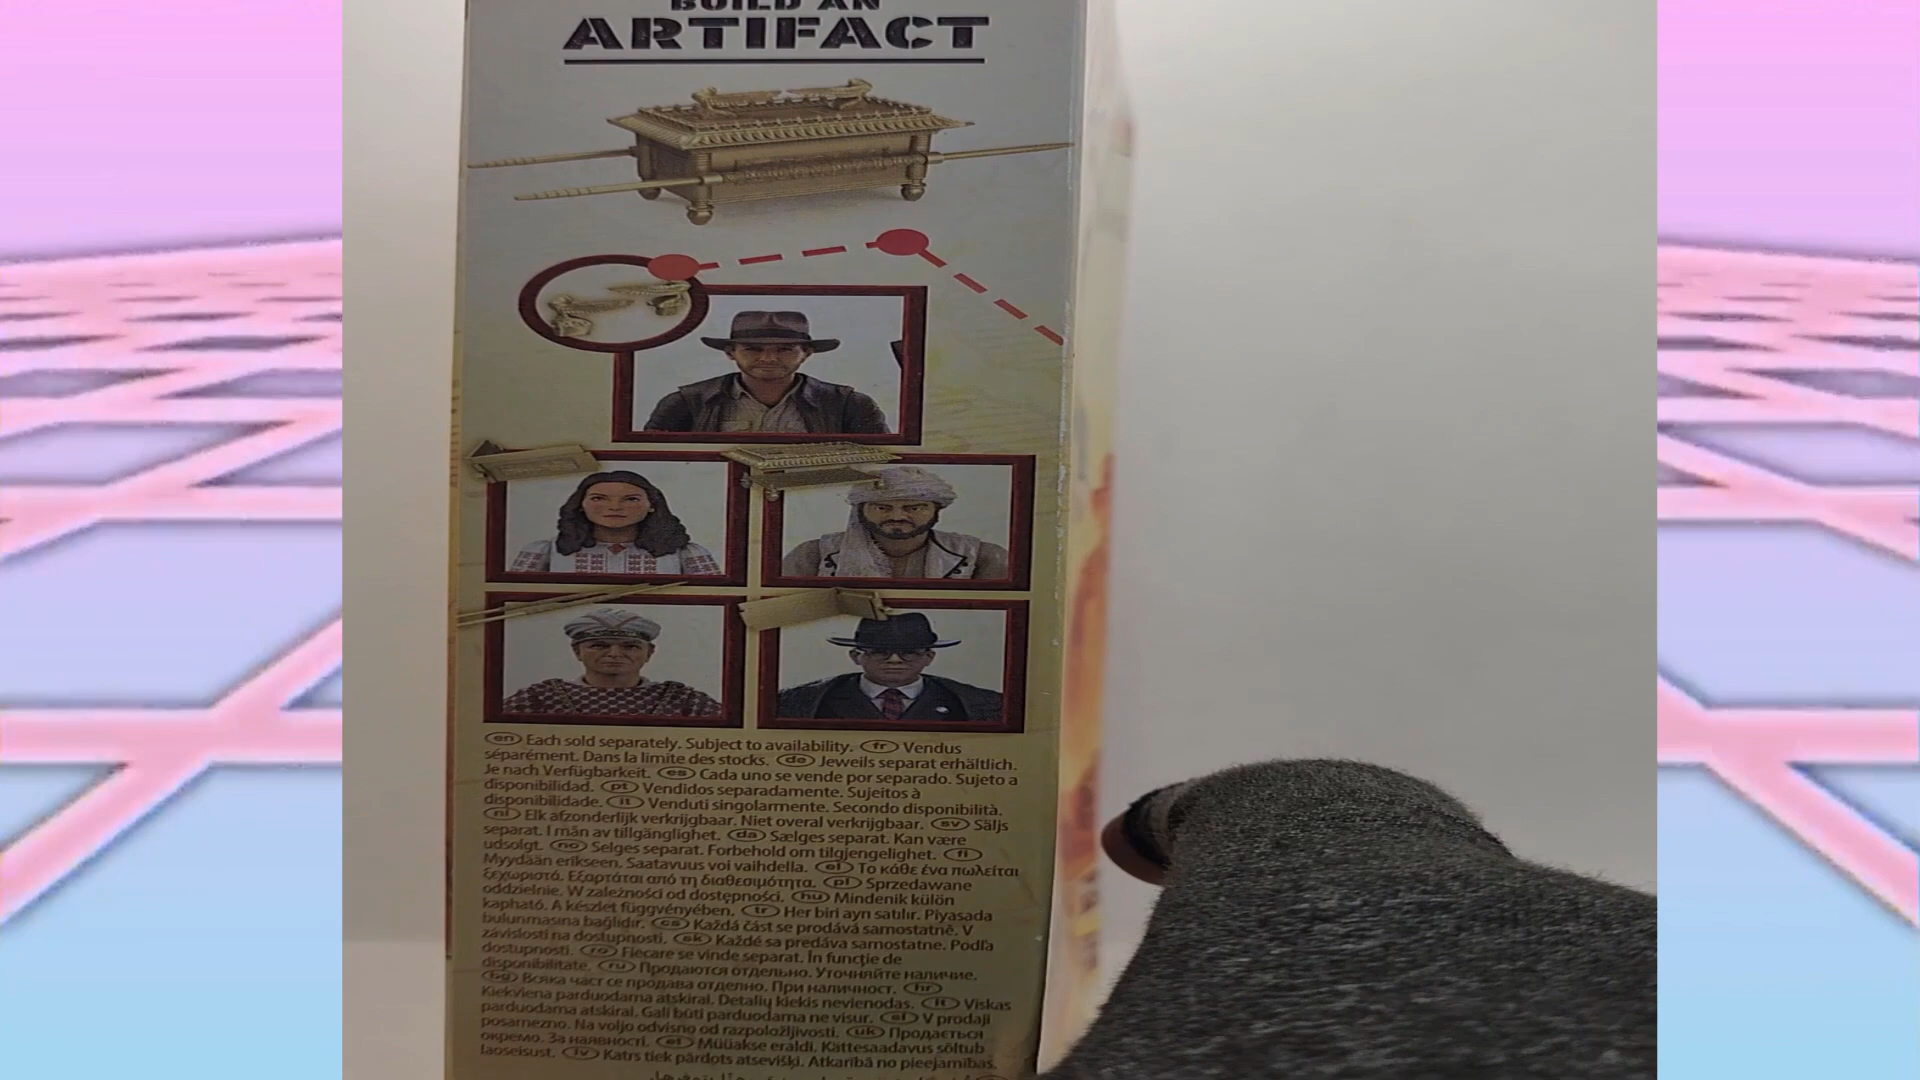 BUILD AN
ARTIFACT
en Each sold separately. Subject to availability. fr Vendus
séparément. Dans la limite des stocks. de Jeweils separat erhältlich.
Je nach Verfügbarkeit. es Cada uno se vende por separado. Sujeto a
disponibilidad. pt Vendidos separadamente. Sujeitos à
disponibilidade. it Venduti singolarmente. Secondo disponibilità.
nl Elk afzonderlijk verkrijgbaar. Niet overal verkrijgbaar. sv Säljs
separat. I mån av tillgänglighet. da Sælges separat. Kan være
udsolgt. no Selges separat. Forbehold om tilgjengelighet. fi
Myydään erikseen. Saatavuus voi vaihdella. el Το κάθε ένα πωλείται
ξεχωριστά. Εξαρτάται από τη διαθεσιμότητα. pl Sprzedawane
oddzielnie. W zależności od dostępności. hu Mindenik külön
kapható. A készlet függvényében. tr Her biri ayrı satılır. Piyasada
bulunmasına bağlıdır. cs Každá část se prodává samostatně. V
závislosti na dostupnosti. sk Každé sa predáva samostatne. Podľa
dostupnosti. ro Fiecare se vinde separat. În funcție de
disponibilitate. ru Продаются отдельно. Уточняйте наличие.
bg Всяка част се продава отделно. При наличност. hr
Kiekviena parduodama atskirai. Detalių kiekis nevienodas. lt Viskas
parduodama atskirai. Gali būti parduodama ne visur. sl V prodaji
posamezno. Na voljo odvisno od razpoložljivosti. uk Продається
окремо. За наявності. et Müüakse eraldi. Kättesaadavus sõltub
laoseisust. lv Katrs tiek pārdots atsevišķi. Atkarībā no pieejamības.